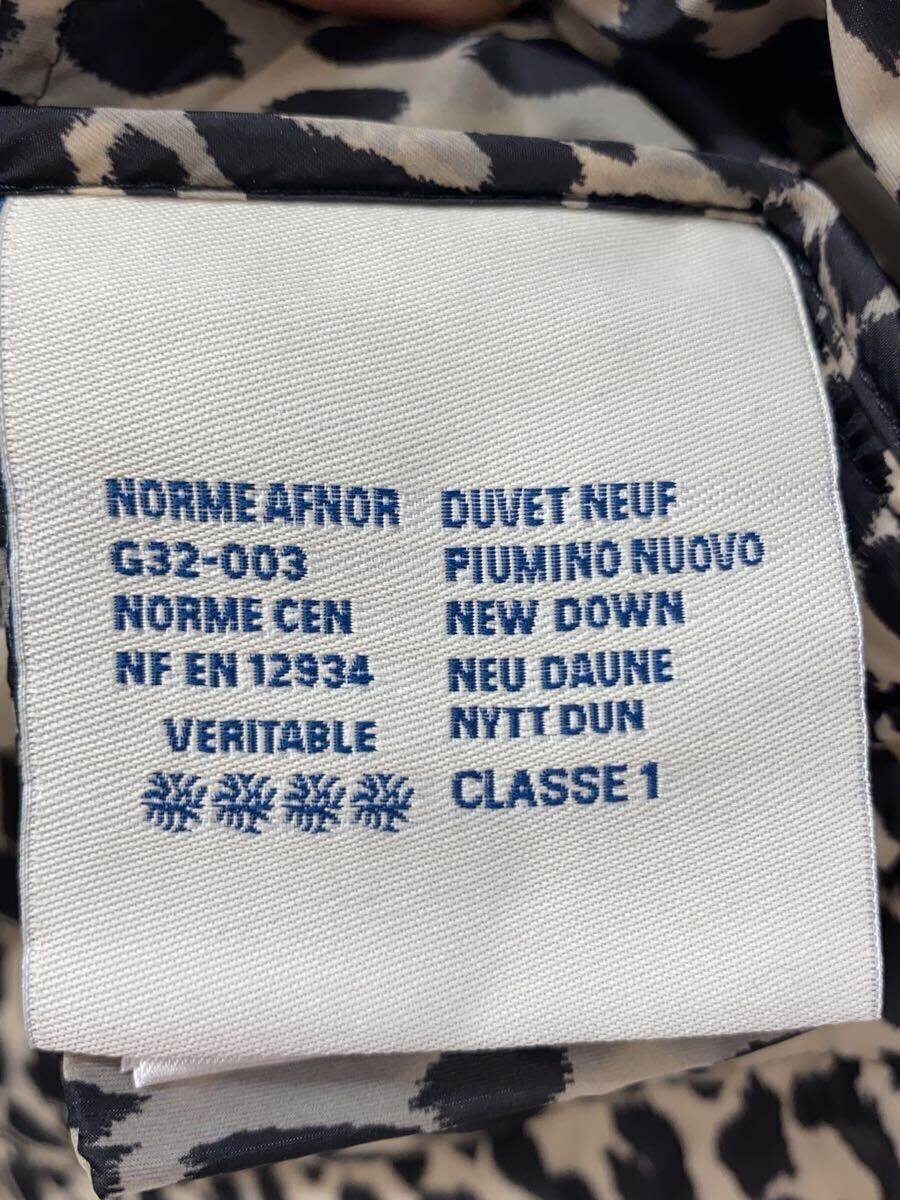 NORME AFNOR
G32-003
NORME CEN
NF EN 12934
VERITABLE
DUVET NEUF
PIUMINO NUOVO
NEW DOWN
NEU DAUNE
NYTT DUN
CLASSE 1